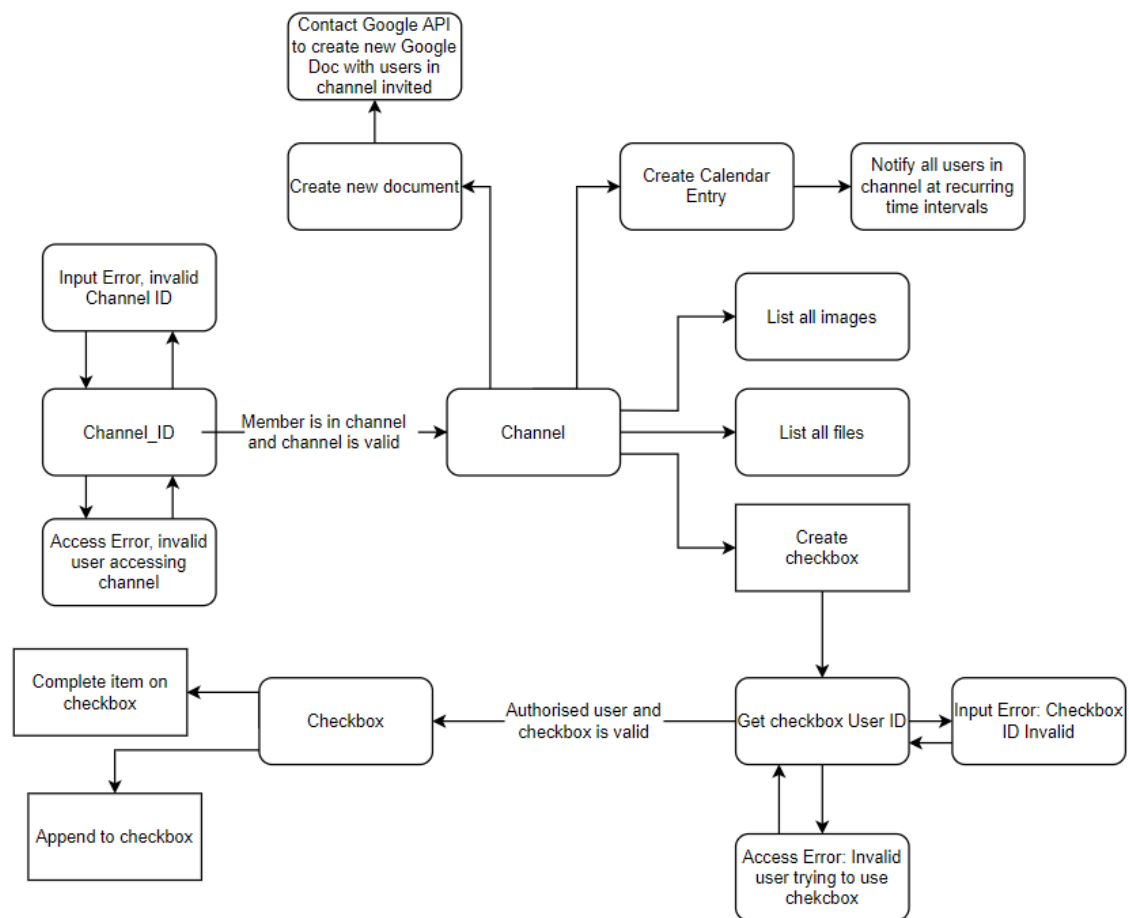 Contact Google API
to create new Google
Doc with users in
channel invited
Create new document
Create Calendar
Entry
Notify all users in
channel at recurring
time intervals
Input Error, invalid
Channel ID
List all images
Channel_ID
Member is in channel
and channel is valid
Channel
List all files
Access Error, invalid
user accessing
channel
Create
checkbox
Complete item on
checkbox
Checkbox
Authorised user and
checkbox is valid
Get checkbox User ID
Input Error: Checkbox
ID Invalid
Append to checkbox
Access Error: Invalid
user trying to use
chekcbox